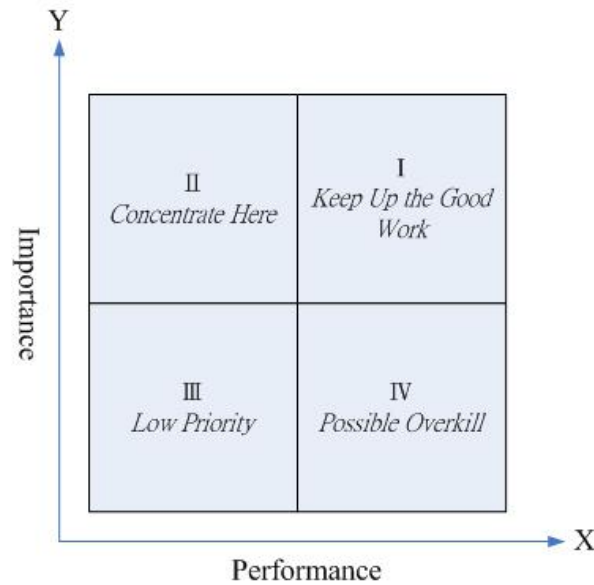 Y
Importance
II
Concentrate Here
I
Keep Up the Good
Work
III
Low Priority
IV
Possible Overkill
X
Performance